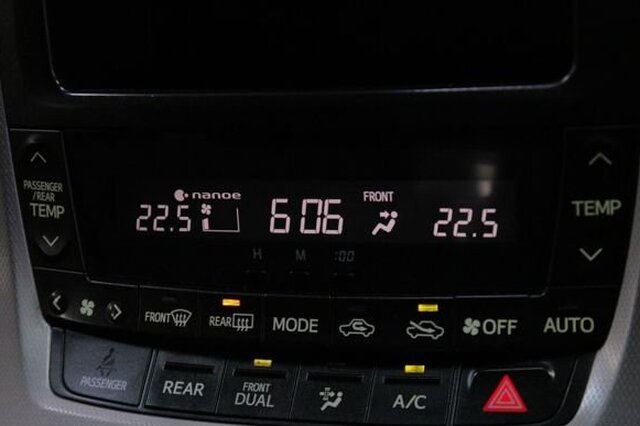 nanoe
FRONT
22.5 6:06 22.5
PASSENGER
/REAR
TEMP
TEMP
H M :00
FRONT REAR MODE OFF AUTO
PASSENGER
REAR
FRONT
DUAL
A/C